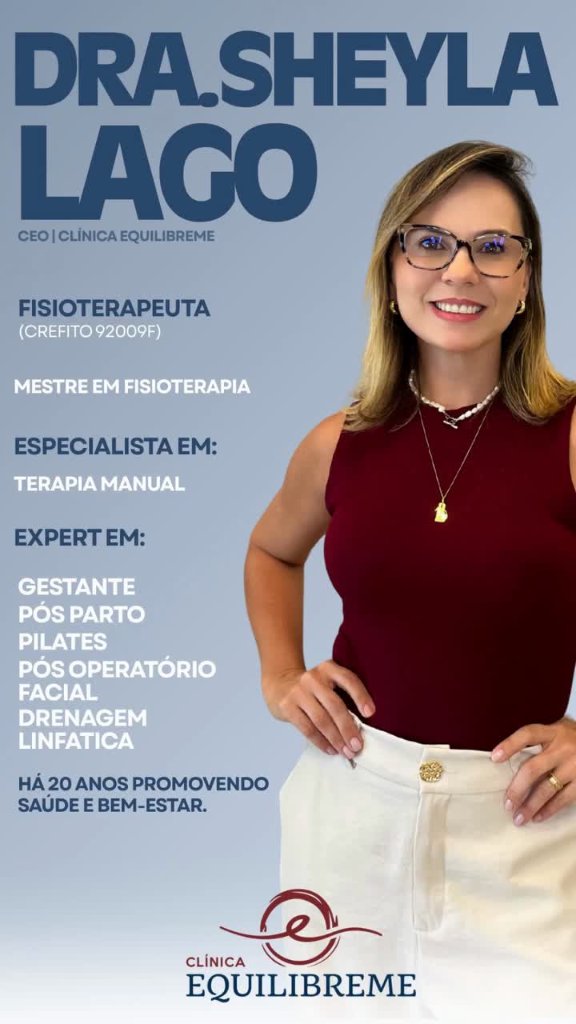 DRA.SHEYLA
LAGO
CEO | CLÍNICA EQUILIBREME
FISIOTERAPEUTA
(CREFITO 92009F)
MESTRE EM FISIOTERAPIA
ESPECIALISTA EM:
TERAPIA MANUAL
EXPERT EM:
GESTANTE
PÓS PARTO
PILATES
PÓS OPERATÓRIO
FACIAL
DRENAGEM
LINFATICA
HÁ 20 ANOS PROMOVENDO
SAÚDE E BEM-ESTAR.
CLÍNICA
EQUILIBREME